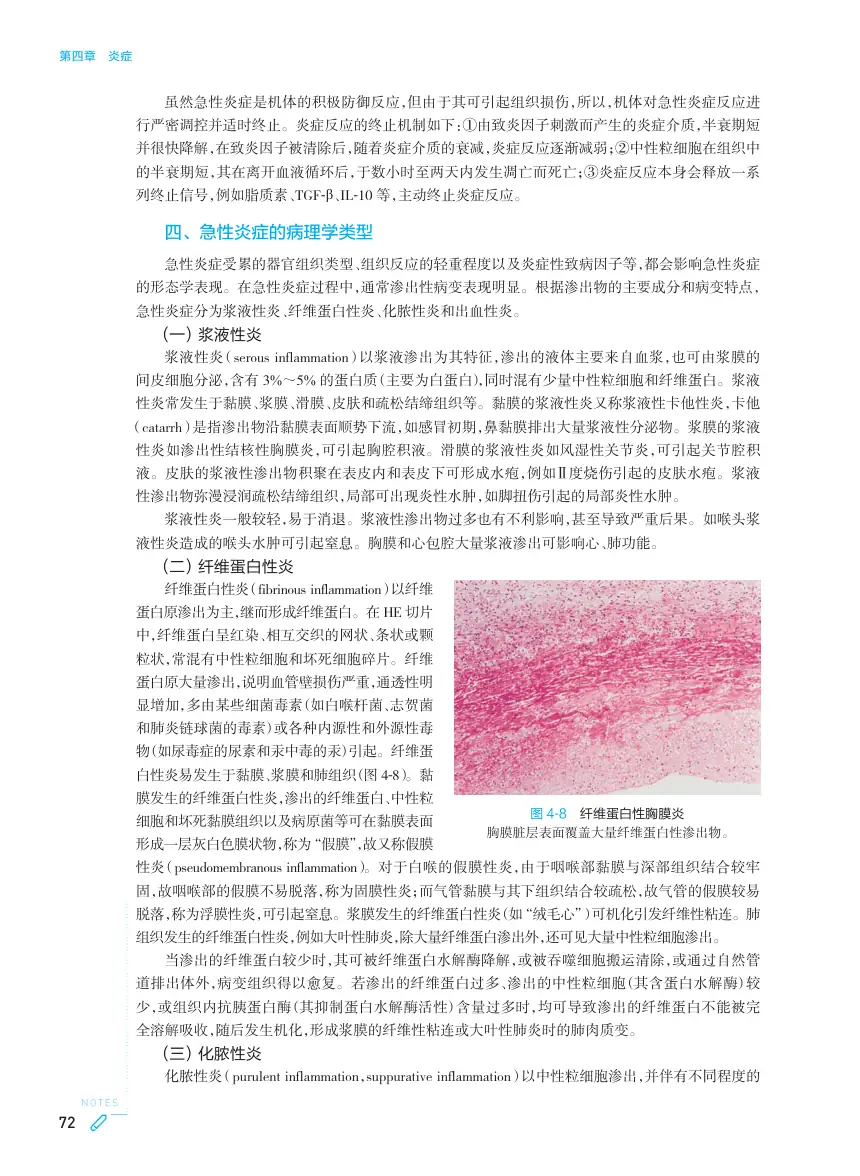 第四章　炎症
虽然急性炎症是机体的积极防御反应,但由于其可引起组织损伤,所以,机体对急性炎症反应进
行严密调控并适时终止。炎症反应的终止机制如下:①由致炎因子刺激而产生的炎症介质,半衰期短
并很快降解,在致炎因子被清除后,随着炎症介质的衰减,炎症反应逐渐减弱;②中性粒细胞在组织中
的半衰期短,其在离开血液循环后,于数小时至两天内发生凋亡而死亡;③炎症反应本身会释放一系
列终止信号,例如脂质素、TGF-β、IL-10 等,主动终止炎症反应。
四、急性炎症的病理学类型
急性炎症受累的器官组织类型、组织反应的轻重程度以及炎症性致病因子等,都会影响急性炎症
的形态学表现。在急性炎症过程中,通常渗出性病变表现明显。根据渗出物的主要成分和病变特点,
急性炎症分为浆液性炎、纤维蛋白性炎、化脓性炎和出血性炎。
（一）浆液性炎
浆液性炎（serous inflammation）以浆液渗出为其特征,渗出的液体主要来自血浆,也可由浆膜的
间皮细胞分泌,含有 3%～5% 的蛋白质(主要为白蛋白),同时混有少量中性粒细胞和纤维蛋白。浆液
性炎常发生于黏膜、浆膜、滑膜、皮肤和疏松结缔组织等。黏膜的浆液性炎又称浆液性卡他性炎,卡他
（catarrh）是指渗出物沿黏膜表面顺势下流,如感冒初期,鼻黏膜排出大量浆液性分泌物。浆膜的浆液
性炎如渗出性结核性胸膜炎,可引起胸腔积液。滑膜的浆液性炎如风湿性关节炎,可引起关节腔积
液。皮肤的浆液性渗出物积聚在表皮内和表皮下可形成水疱,例如Ⅱ度烧伤引起的皮肤水疱。浆液
性渗出物弥漫浸润疏松结缔组织,局部可出现炎性水肿,如脚扭伤引起的局部炎性水肿。
浆液性炎一般较轻,易于消退。浆液性渗出物过多也有不利影响,甚至导致严重后果。如喉头浆
液性炎造成的喉头水肿可引起窒息。胸膜和心包腔大量浆液渗出可影响心、肺功能。
（二）纤维蛋白性炎
纤维蛋白性炎（fibrinous inflammation）以纤维
蛋白原渗出为主,继而形成纤维蛋白。在 HE 切片
中,纤维蛋白呈红染、相互交织的网状、条状或颗
粒状,常混有中性粒细胞和坏死细胞碎片。纤维
蛋白原大量渗出,说明血管壁损伤严重,通透性明
显增加,多由某些细菌毒素(如白喉杆菌、志贺菌
和肺炎链球菌的毒素)或各种内源性和外源性毒
物(如尿毒症的尿素和汞中毒的汞)引起。纤维蛋
白性炎易发生于黏膜、浆膜和肺组织(图 4-8)。黏
膜发生的纤维蛋白性炎,渗出的纤维蛋白、中性粒
细胞和坏死黏膜组织以及病原菌等可在黏膜表面
形成一层灰白色膜状物,称为“假膜”,故又称假膜
图 4-8　纤维蛋白性胸膜炎
胸膜脏层表面覆盖大量纤维蛋白性渗出物。
性炎（pseudomembranous inflammation）。对于白喉的假膜性炎,由于咽喉部黏膜与深部组织结合较牢
固,故咽喉部的假膜不易脱落,称为固膜性炎;而气管黏膜与其下组织结合较疏松,故气管的假膜较易
脱落,称为浮膜性炎,可引起窒息。浆膜发生的纤维蛋白性炎(如“绒毛心”)可机化引发纤维性粘连。肺
组织发生的纤维蛋白性炎,例如大叶性肺炎,除大量纤维蛋白渗出外,还可见大量中性粒细胞渗出。
当渗出的纤维蛋白较少时,其可被纤维蛋白水解酶降解,或被吞噬细胞搬运清除,或通过自然管
道排出体外,病变组织得以愈复。若渗出的纤维蛋白过多、渗出的中性粒细胞(其含蛋白水解酶)较
少,或组织内抗胰蛋白酶(其抑制蛋白水解酶活性)含量过多时,均可导致渗出的纤维蛋白不能被完
全溶解吸收,随后发生机化,形成浆膜的纤维性粘连或大叶性肺炎时的肺肉质变。
（三）化脓性炎
化脓性炎（purulent inflammation,suppurative inflammation）以中性粒细胞渗出,并伴有不同程度的
NOTES
72